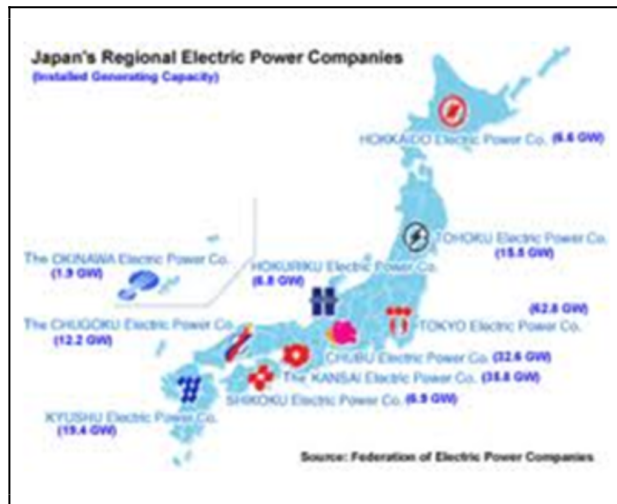 Japan's Regional Electric Power Companies
(Installed Generating Capacity)
HOKKAIDO Electric Power Co. (6.6 GW)
TOHOKU Electric Power Co.
The OKINAWA Electric Power Co.
(1.9 GW)
HOKURIKU Electric Power Co.
(6.8 GW)
(62.8 GW)
TOKYO Electric Power Co.
The CHUGOKU Electric Power Co.
(12.2 GW)
CHUBU Electric Power Co. (32.6 GW)
The KANSAI Electric Power Co. (35.8 GW)
SHIKOKU Electric Power Co. (6.9 GW)
KYUSHU Electric Power Co.
(19.4 GW)
Source: Federation of Electric Power Companies